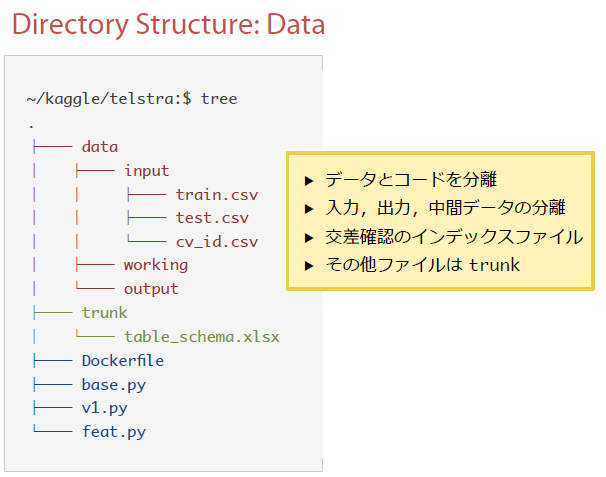 Directory Structure: Data
~/kaggle/telstra:$ tree
.
├── data
│   ├── input
│   │   ├── train.csv
│   │   ├── test.csv
│   │   └── cv_id.csv
│   ├── working
│   └── output
├── trunk
│   └── table_schema.xlsx
├── Dockerfile
├── base.py
├── v1.py
└── feat.py
▶ データとコードを分離
▶ 入力，出力，中間データの分離
▶ 交差確認のインデックスファイル
▶ その他ファイルは trunk